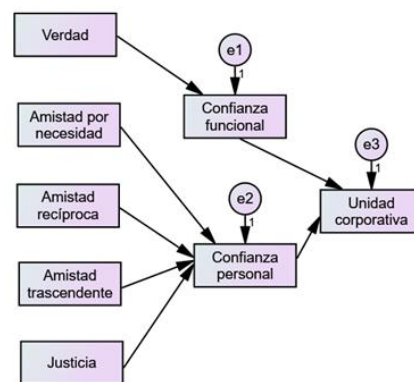 Verdad
e1
1
Confianza
funcional
Amistad por
necesidad
e3
1
Unidad
corporativa
Amistad
recíproca
e2
1
Confianza
personal
Amistad
trascendente
Justicia